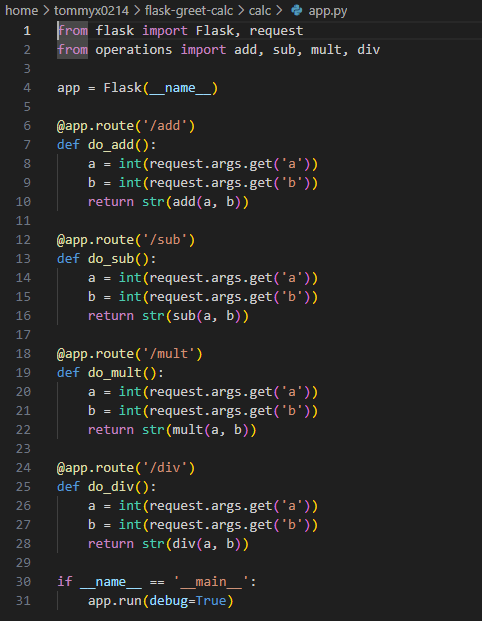 home > tommyx0214 > flask-greet-calc > calc > app.py
1 from flask import Flask, request
2 from operations import add, sub, mult, div
3
4 app = Flask(__name__)
5
6 @app.route('/add')
7 def do_add():
8     a = int(request.args.get('a'))
9     b = int(request.args.get('b'))
10     return str(add(a, b))
11
12 @app.route('/sub')
13 def do_sub():
14     a = int(request.args.get('a'))
15     b = int(request.args.get('b'))
16     return str(sub(a, b))
17
18 @app.route('/mult')
19 def do_mult():
20     a = int(request.args.get('a'))
21     b = int(request.args.get('b'))
22     return str(mult(a, b))
23
24 @app.route('/div')
25 def do_div():
26     a = int(request.args.get('a'))
27     b = int(request.args.get('b'))
28     return str(div(a, b))
29
30 if __name__ == '__main__':
31     app.run(debug=True)